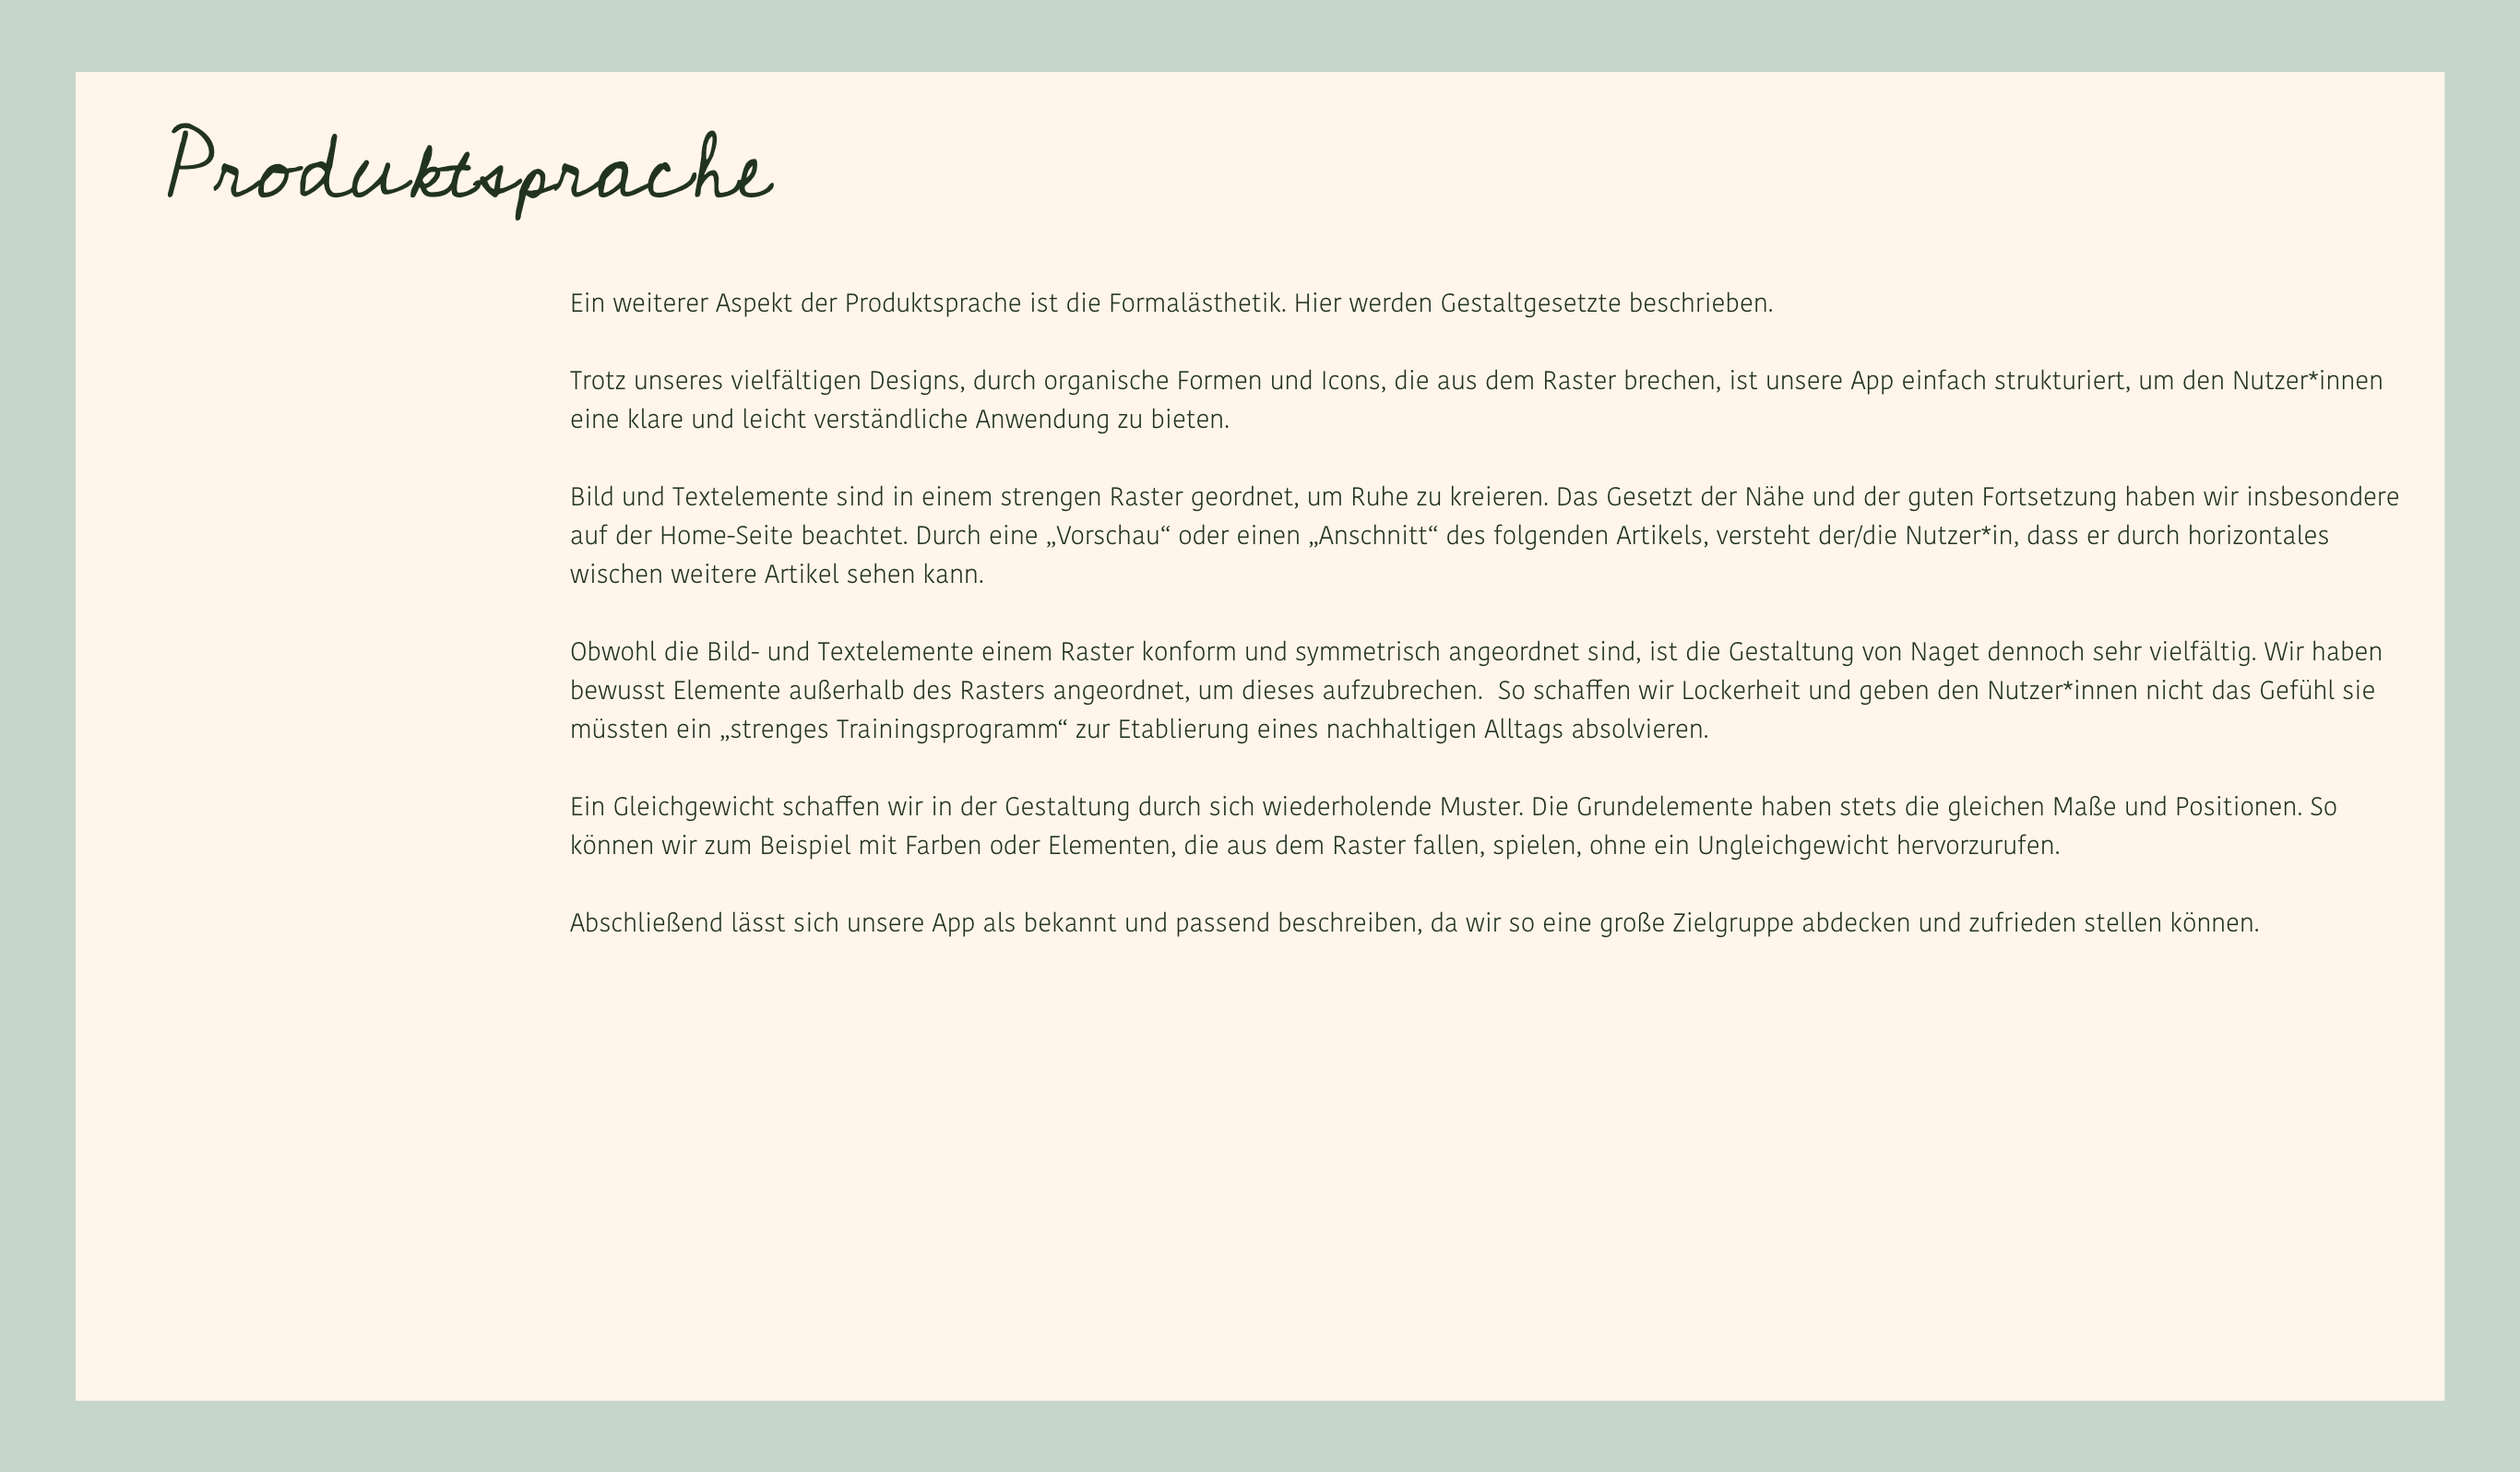 Produktsprache
Ein weiterer Aspekt der Produktsprache ist die Formalästhetik. Hier werden Gestaltgesetzte beschrieben.
Trotz unseres vielfältigen Designs, durch organische Formen und Icons, die aus dem Raster brechen, ist unsere App einfach strukturiert, um den Nutzer*innen
eine klare und leicht verständliche Anwendung zu bieten.
Bild und Textelemente sind in einem strengen Raster geordnet, um Ruhe zu kreieren. Das Gesetzt der Nähe und der guten Fortsetzung haben wir insbesondere
auf der Home-Seite beachtet. Durch eine „Vorschau“ oder einen „Anschnitt“ des folgenden Artikels, versteht der/die Nutzer*in, dass er durch horizontales
wischen weitere Artikel sehen kann.
Obwohl die Bild- und Textelemente einem Raster konform und symmetrisch angeordnet sind, ist die Gestaltung von Naget dennoch sehr vielfältig. Wir haben
bewusst Elemente außerhalb des Rasters angeordnet, um dieses aufzubrechen.  So schaffen wir Lockerheit und geben den Nutzer*innen nicht das Gefühl sie
müssten ein „strenges Trainingsprogramm“ zur Etablierung eines nachhaltigen Alltags absolvieren.
Ein Gleichgewicht schaffen wir in der Gestaltung durch sich wiederholende Muster. Die Grundelemente haben stets die gleichen Maße und Positionen. So
können wir zum Beispiel mit Farben oder Elementen, die aus dem Raster fallen, spielen, ohne ein Ungleichgewicht hervorzurufen.
Abschließend lässt sich unsere App als bekannt und passend beschreiben, da wir so eine große Zielgruppe abdecken und zufrieden stellen können.